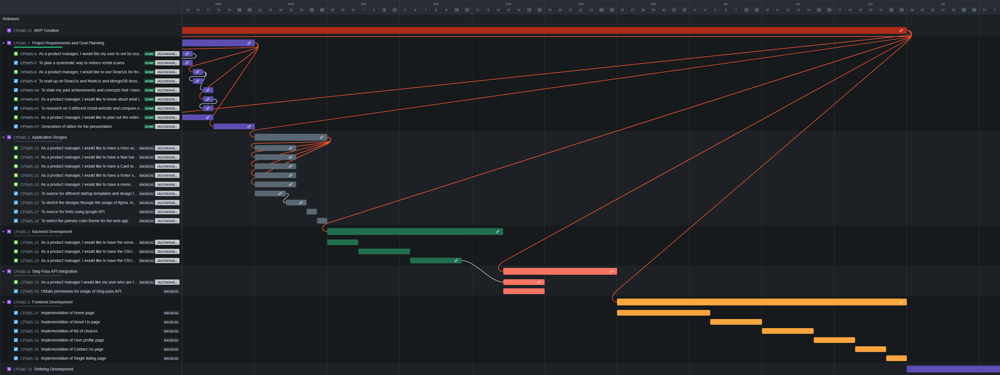 MAY MAY JUN JUN JUN JUN JUN JUL JUL JUL JUL
15 16 17 18 19 20 21 22 23 24 25 26 27 28 29 30 31 1 2 3 4 5 6 7 8 9 10 11 12 13 14 15 16 17 18 19 20 21 22 23 24 25 26 27 28 29 30 1 2 3 4 5 6 7 8 9 10 11 12 13 14 15 16 17 18 19 20 21 22 23 24 25 26 27 28 29 30 31 1
Releases
CPSMS-12 MVP Creation
CPSMS-1 Project Requirements and Goal Planning
CPSMS-6 As a product manager, I would like my user to not be sca... DONE JASONHAW...
CPSMS-7 To plan a systematic way to reduce rental scams DONE JASONHAW...
CPSMS-8 As a product manager, I would like to use ReactJs for fro... DONE JASONHAW...
CPSMS-9 To read up on ReactJs and NodeJs and MongoDB docu... DONE JASONHAW...
CPSMS-14 To state my past achievements and concepts that i have... DONE JASONHAW...
CPSMS-10 As a product manager, I would like to know about what i... DONE JASONHAW...
CPSMS-11 To research on 3 different rental website and compare e... DONE JASONHAW...
CPSMS-16 As a product manager, I would like to plan out the estim... DONE JASONHAW...
CPSMS-17 Generation of slides for the presentation DONE JASONHAW...
CPSMS-2 Application Designs
CPSMS-18 As a product manager, I would like to have a Hero se... BACKLOG JASONHAW...
CPSMS-19 As a product manager, I would like to have a Nav bar... BACKLOG JASONHAW...
CPSMS-20 As a product manager, I would like to have a Card te... BACKLOG JASONHAW...
CPSMS-23 As a product manager, I would like to have a footer s... BACKLOG JASONHAW...
CPSMS-24 As a product manager, I would like to have a menu... BACKLOG JASONHAW...
CPSMS-21 To source for different startup templates and design t... BACKLOG JASONHAW...
CPSMS-22 To sketch the designs through the usage of figma, to... BACKLOG JASONHAW...
CPSMS-27 To source for fonts using google API BACKLOG JASONHAW...
CPSMS-28 To select the primary color theme for the web app BACKLOG JASONHAW...
CPSMS-3 Backend Development
CPSMS-25 As a product manager, I would like to have the serve... BACKLOG JASONHAW...
CPSMS-26 As a product manager, I would like to have the CRU... BACKLOG JASONHAW...
CPSMS-29 As a product manager, I would like to have the CRU... BACKLOG JASONHAW...
CPSMS-4 Sing-Pass API Integration
CPSMS-15 As a product manager I would like my user who are l... BACKLOG JASONHAW...
CPSMS-30 Obtain permission for usage of Sing-pass API BACKLOG
CPSMS-5 Frontend Development
CPSMS-31 Implementation of Home page BACKLOG
CPSMS-32 Implementation of About Us page BACKLOG
CPSMS-33 Implementation of list of choices BACKLOG
CPSMS-34 Implementation of User profile page BACKLOG
CPSMS-35 Implementation of Contact Us page BACKLOG
CPSMS-36 Implementation of Single listing page BACKLOG
CPSMS-13 Refining Development